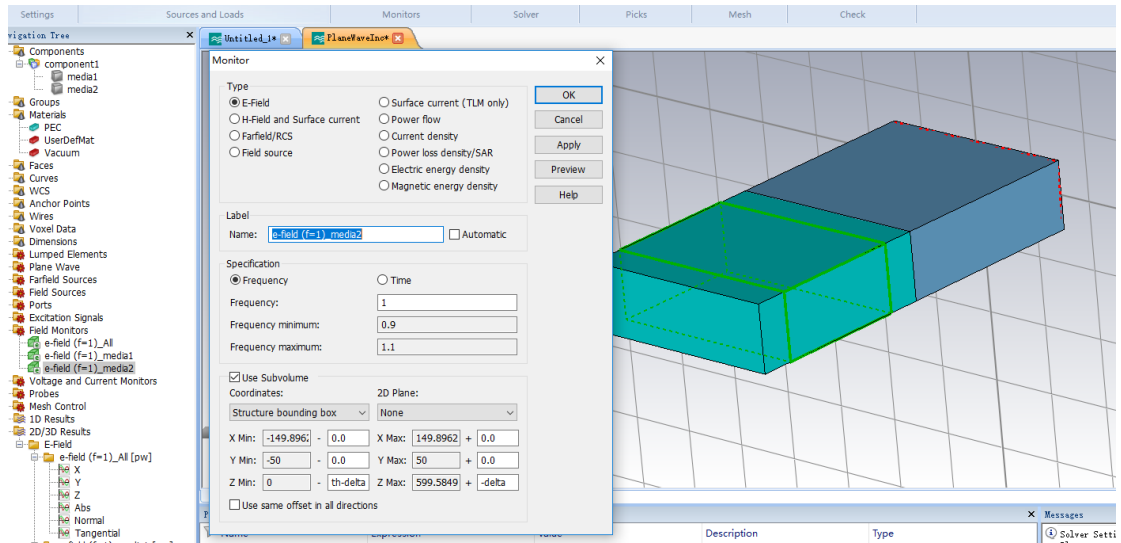 Settings
Sources and Loads
Monitors
Solver
Picks
Mesh
Check
vigation Tree
Untitled_1*
PlaneWaveInc*
Components
component1
media1
media2
Groups
Materials
PEC
UserDefMat
Vacuum
Faces
Curves
WCS
Anchor Points
Wires
Voxel Data
Dimensions
Lumped Elements
Plane Wave
Farfield Sources
Field Sources
Ports
Excitation Signals
Field Monitors
e-field (f=1)_All
e-field (f=1)_media1
e-field (f=1)_media2
Voltage and Current Monitors
Probes
Mesh Control
1D Results
2D/3D Results
E-Field
e-field (f=1)_All [pw]
X
Y
Z
Abs
Normal
Tangential
Monitor
Type
E-Field
Surface current (TLM only)
H-Field and Surface current
Power flow
Farfield/RCS
Current density
Field source
Power loss density/SAR
Electric energy density
Magnetic energy density
OK
Cancel
Apply
Preview
Help
Label
Name: e-field (f=1)_media2
Automatic
Specification
Frequency
Time
Frequency: 1
Frequency minimum: 0.9
Frequency maximum: 1.1
Use Subvolume
Coordinates: 2D Plane:
Structure bounding box None
X Min: -149.8962 - 0.0 X Max: 149.8962 + 0.0
Y Min: -50 - 0.0 Y Max: 50 + 0.0
Z Min: 0 - th-delta Z Max: 599.5849 + -delta
Use same offset in all directions
Description
Type
Messages
Solver Setti